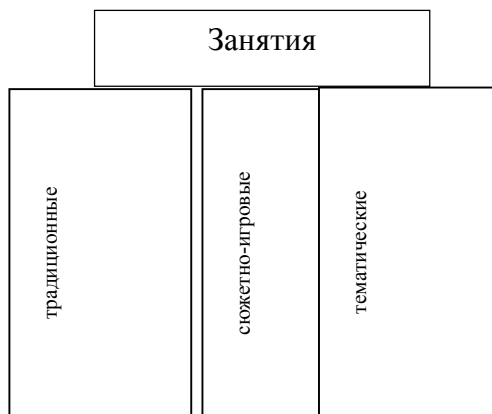 Занятия
традиционные
сюжетно-игровые
тематические